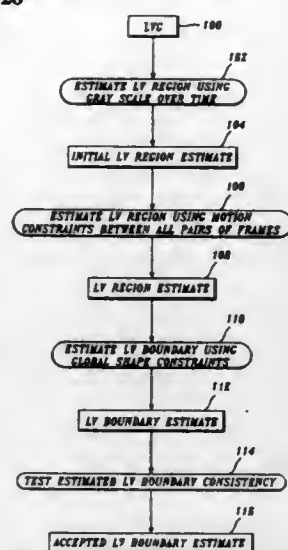 LVG 100
102
ESTIMATE LV REGION USING
GRAY SCALE OVER TIME
104
INITIAL LV REGION ESTIMATE
ESTIMATE LV REGION USING MOTION
CONSTRAINTS BETWEEN ALL PAIRS OF FRAMES
108
LV REGION ESTIMATE
110
ESTIMATE LV BOUNDARY USING
GLOBAL SHAPE CONSTRAINTS
112
LV BOUNDARY ESTIMATE
114
TEST ESTIMATED LV BOUNDARY CONSISTENCY
116
ACCEPTED LV BOUNDARY ESTIMATE